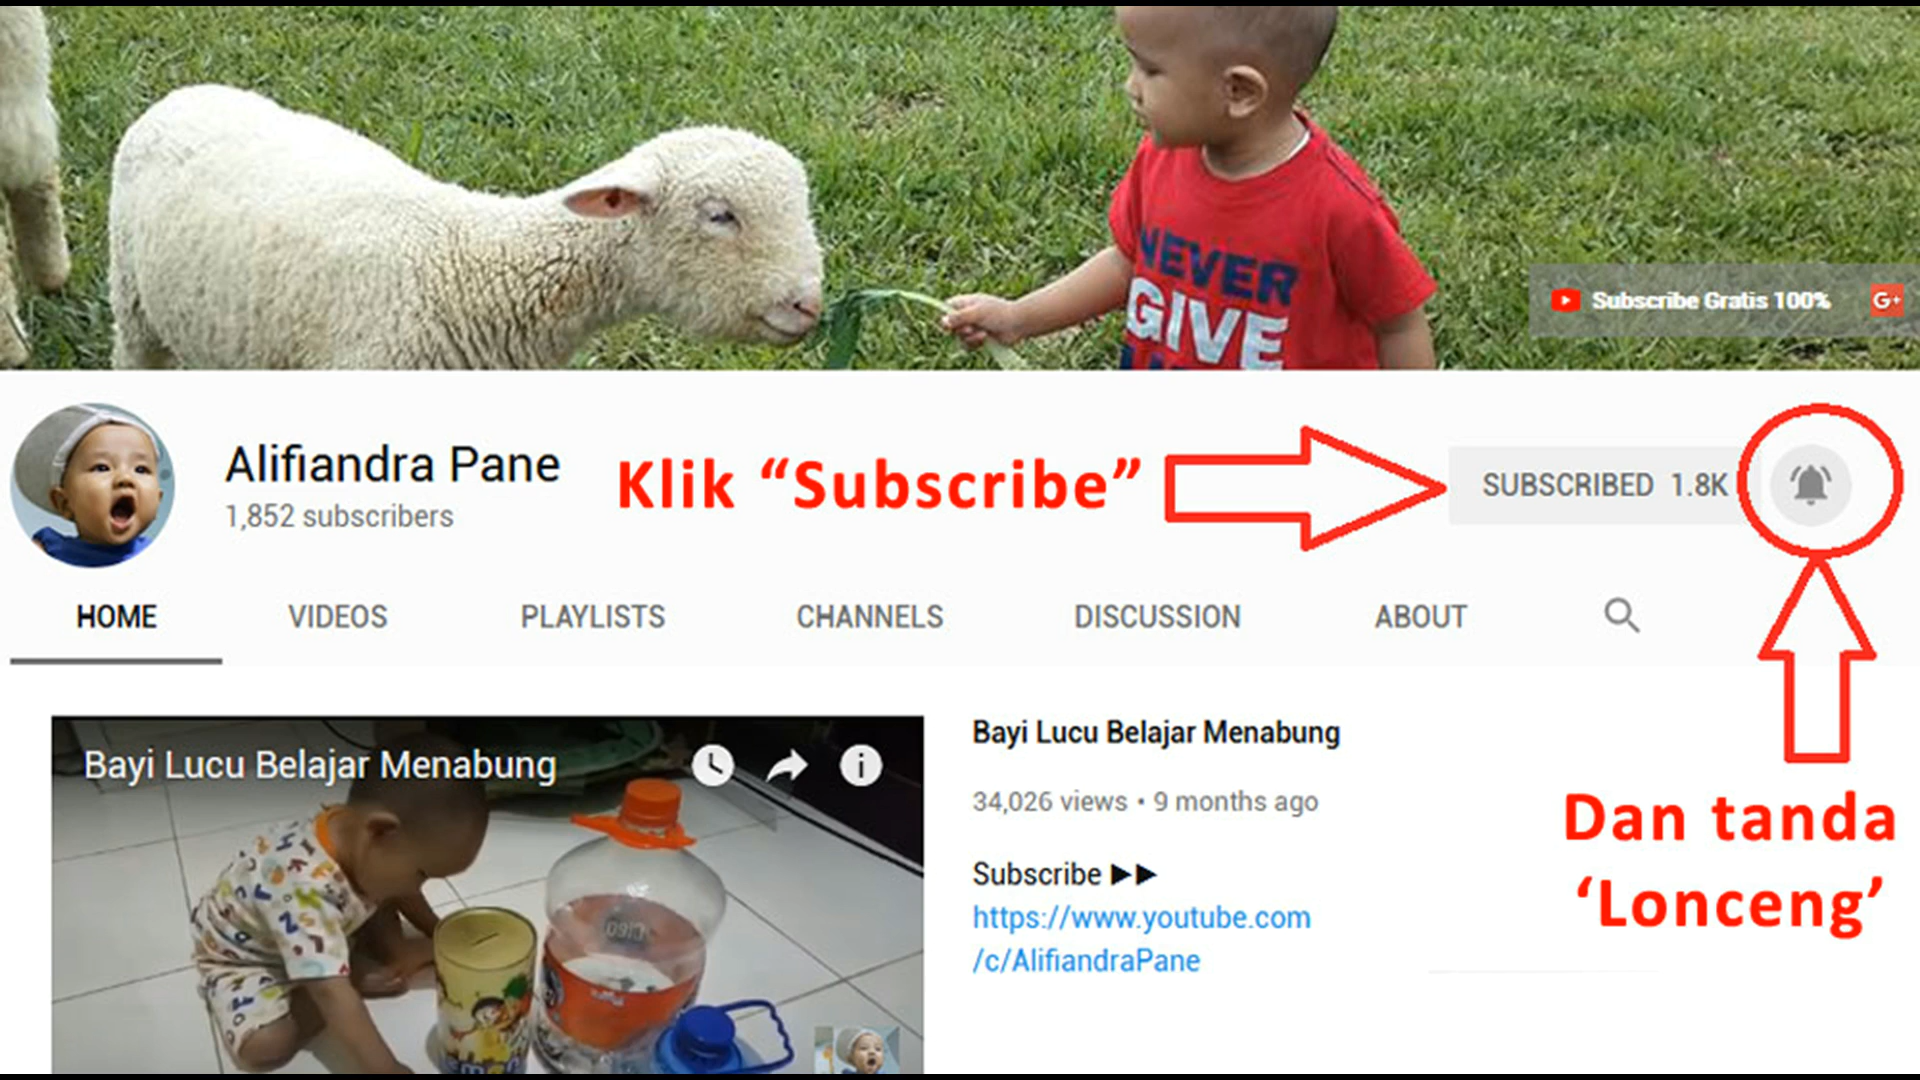 NEVER
GIVE
Subscribe Gratis 100%
G+
Alifiandra Pane
1,852 subscribers
Klik “Subscribe”
SUBSCRIBED 1.8K
HOME VIDEOS PLAYLISTS CHANNELS DISCUSSION ABOUT
Bayi Lucu Belajar Menabung
Bayi Lucu Belajar Menabung
34,026 views • 9 months ago
Subscribe ▶▶
https://www.youtube.com
/c/AlifiandraPane
Dan tanda
‘Lonceng’